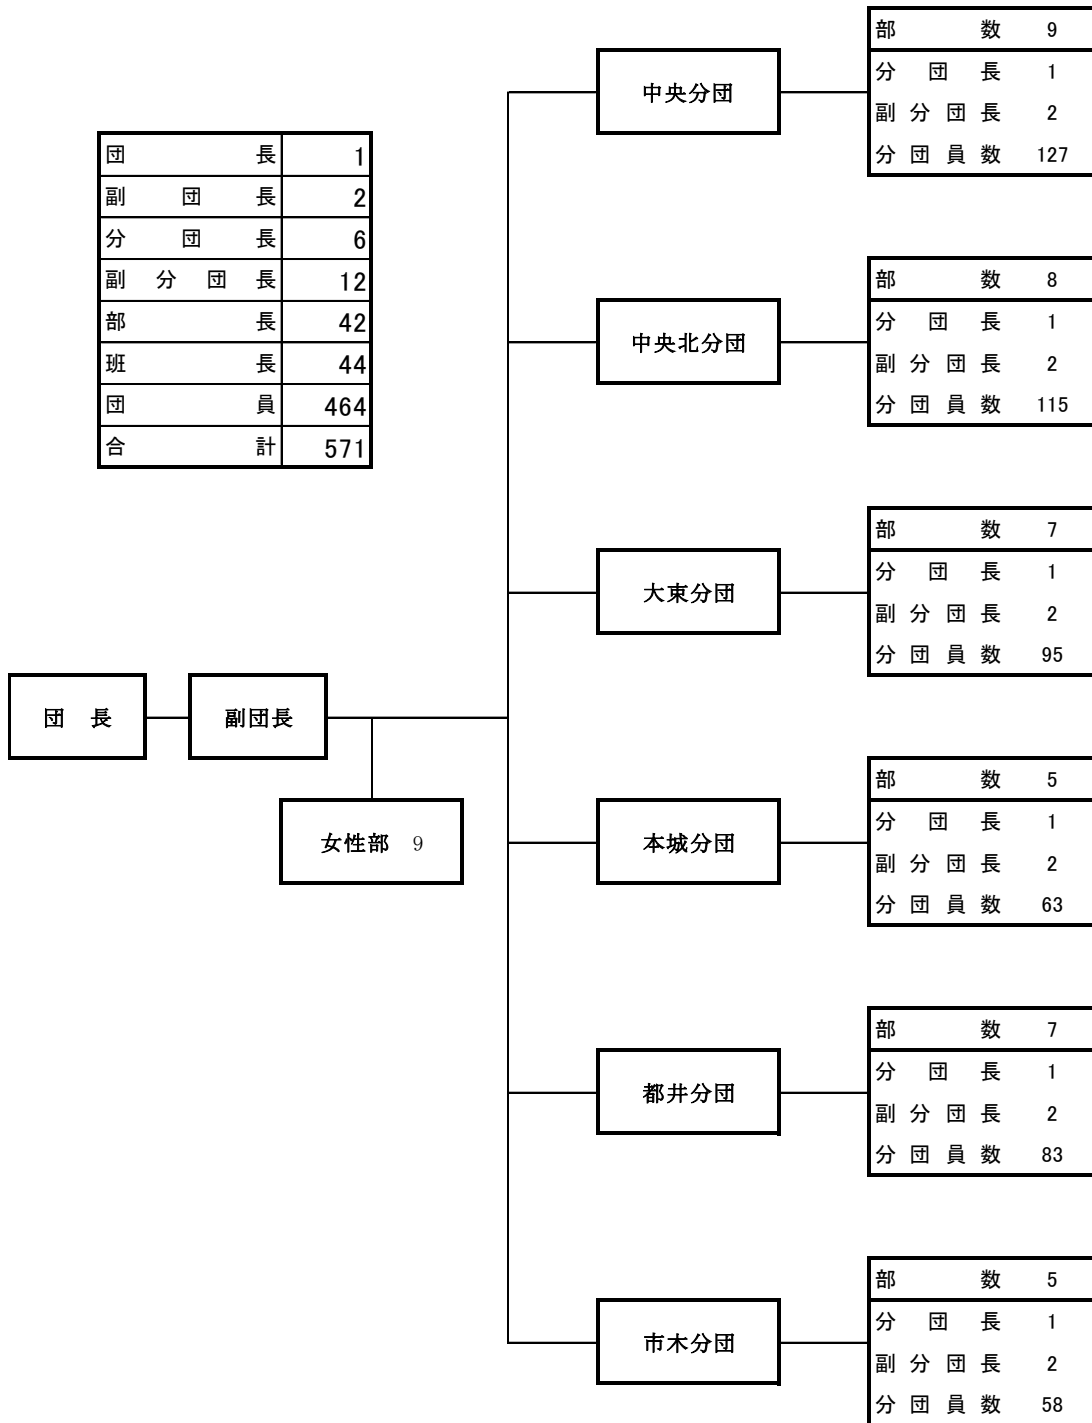 団長 1
副団長 2
分団長 6
副分団長 12
部長 42
班長 44
団員 464
合計 571
団 長
副団長
女性部 9
中央分団
部数 9
分団長 1
副分団長 2
分団員数 127
中央北分団
部数 8
分団長 1
副分団長 2
分団員数 115
大束分団
部数 7
分団長 1
副分団長 2
分団員数 95
本城分団
部数 5
分団長 1
副分団長 2
分団員数 63
都井分団
部数 7
分団長 1
副分団長 2
分団員数 83
市木分団
部数 5
分団長 1
副分団長 2
分団員数 58